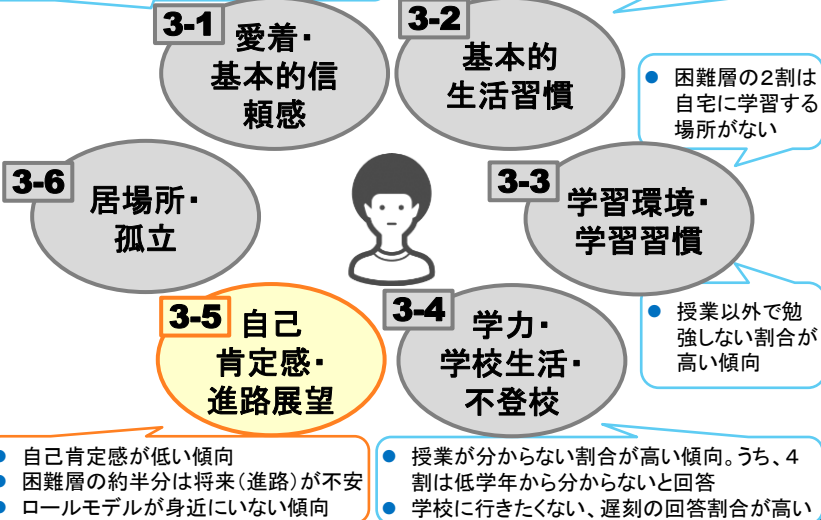 3-1
愛着・
基本的信
頼感
3-2
基本的
生活習慣
● 困難層の２割は
自宅に学習する
場所がない
3-6
居場所・
孤立
3-3
学習環境・
学習習慣
● 授業以外で勉
強しない割合が
高い傾向
3-5
自己
肯定感・
進路展望
3-4
学力・
学校生活・
不登校
● 自己肯定感が低い傾向
● 困難層の約半分は将来（進路）が不安
● ロールモデルが身近にいない傾向
● 授業が分からない割合が高い傾向。うち、４
割は低学年から分からないと回答
● 学校に行きたくない、遅刻の回答割合が高い